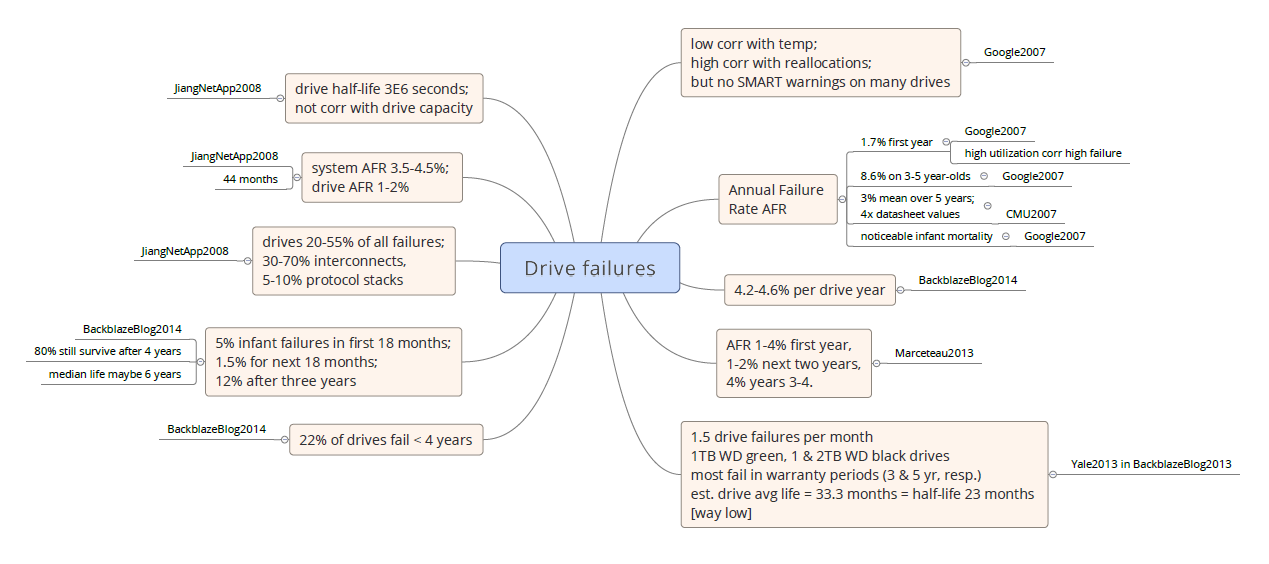 Drive failures
low corr with temp;
high corr with reallocations;
but no SMART warnings on many drives
Google2007
Annual Failure
Rate AFR
1.7% first year
Google2007
high utilization corr high failure
8.6% on 3-5 year-olds
Google2007
3% mean over 5 years;
4x datasheet values
CMU2007
noticeable infant mortality
Google2007
4.2-4.6% per drive year
BackblazeBlog2014
AFR 1-4% first year,
1-2% next two years,
4% years 3-4.
Marceteau2013
1.5 drive failures per month
1TB WD green, 1 & 2TB WD black drives
most fail in warranty periods (3 & 5 yr, resp.)
est. drive avg life = 33.3 months = half-life 23 months
[way low]
Yale2013 in BackblazeBlog2013
drive half-life 3E6 seconds;
not corr with drive capacity
JiangNetApp2008
system AFR 3.5-4.5%;
drive AFR 1-2%
JiangNetApp2008
44 months
drives 20-55% of all failures;
30-70% interconnects,
5-10% protocol stacks
JiangNetApp2008
5% infant failures in first 18 months;
1.5% for next 18 months;
12% after three years
BackblazeBlog2014
80% still survive after 4 years
median life maybe 6 years
22% of drives fail < 4 years
BackblazeBlog2014